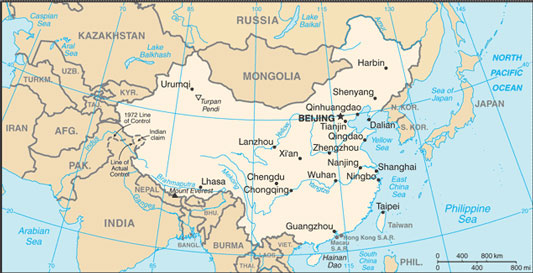 RUSSIA
Caspian
Sea
Aral
Sea
KAZAKHSTAN
Lake
Balkhash
Lake
Baikal
Lake
Khanka
MONGOLIA
Harbin
NORTH
PACIFIC
OCEAN
UZB.
TURKM.
KYR.
Urumqi
Turpan
Pendi
Shenyang
Sea of
Japan
JAPAN
N. KOR.
S. KOR.
Qinhuangdao
BEIJING
Tianjin
Dalian
IRAN
AFG.
PAK.
1972 Line
of Control
Indian
claim
Line of
Actual
Control
Lanzhou
Qingdao
Yellow
Sea
Xi'an
Zhengzhou
Nanjing
Shanghai
Wuhan
Ningbo
East
China
Sea
Chengdu
Chongqing
Yangtze
Mekong
Lhasa
Brahmaputra
Mount Everest
NEPAL
Ganges
BHU.
INDIA
BANGL.
BURMA
VIET.
LAOS
Taipei
Taiwan
Philippine
Sea
Guangzhou
Hong Kong S.A.R.
Macau
S.A.R.
Hainan
Dao
South
China Sea
PHIL.
Arabian
Sea
0 400 800 km
0 400 800 mi